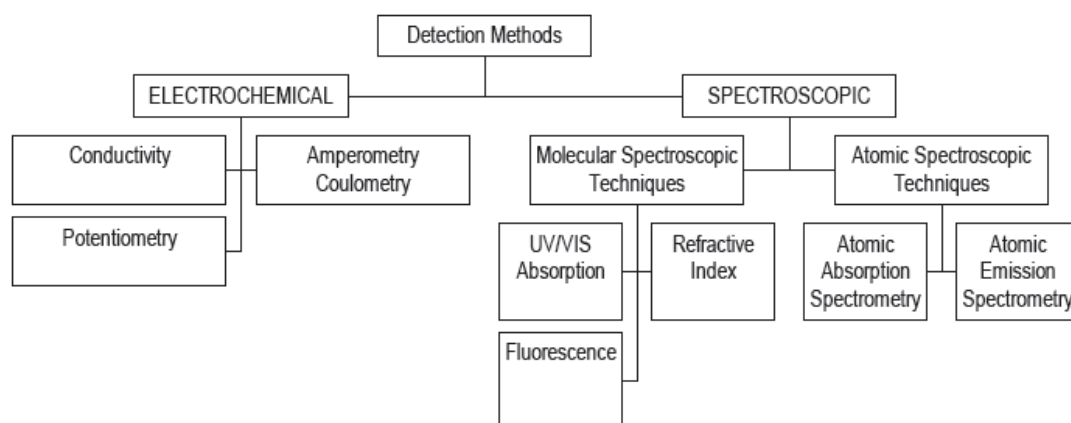 Detection Methods
ELECTROCHEMICAL
SPECTROSCOPIC
Conductivity
Amperometry
Coulometry
Potentiometry
Molecular Spectroscopic
Techniques
Atomic Spectroscopic
Techniques
UV/VIS
Absorption
Refractive
Index
Fluorescence
Atomic
Absorption
Spectrometry
Atomic
Emission
Spectrometry